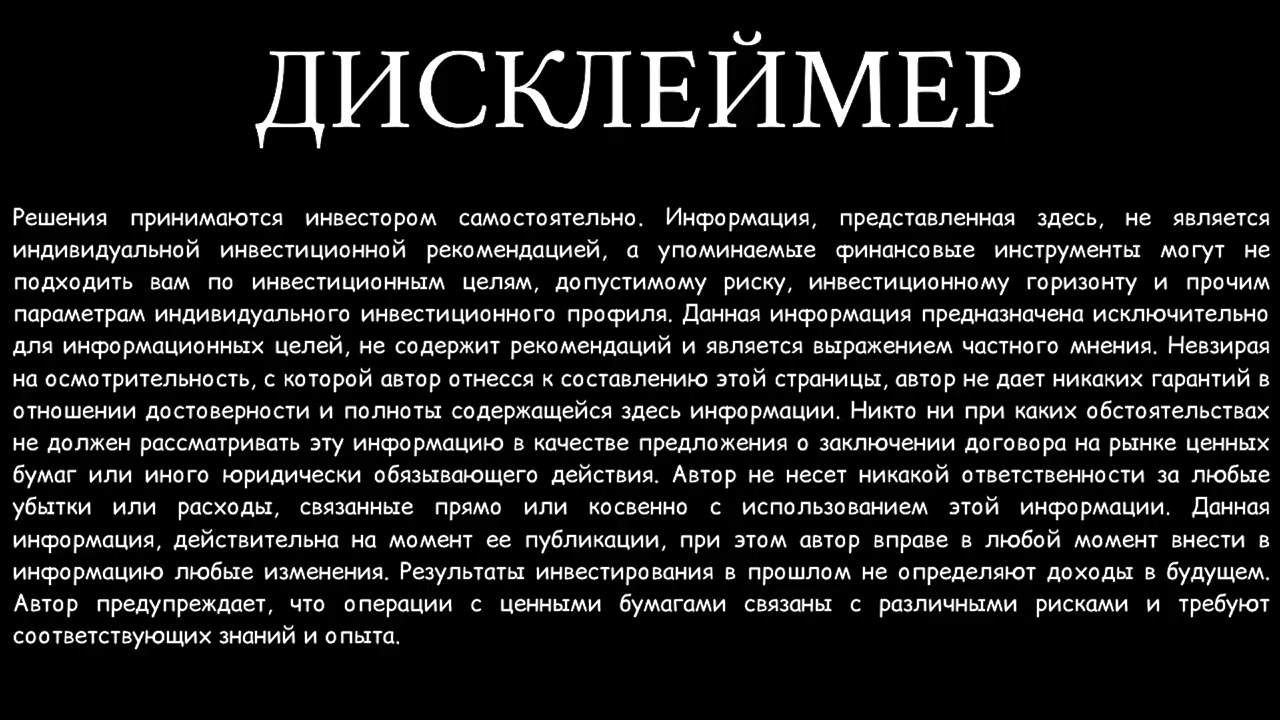 ДИСКЛЕЙМЕР
Решения принимаются инвестором самостоятельно. Информация, представленная здесь, не является
индивидуальной инвестиционной рекомендацией, а упоминаемые финансовые инструменты могут не
подходить вам по инвестиционным целям, допустимому риску, инвестиционному горизонту и прочим
параметрам индивидуального инвестиционного профиля. Данная информация предназначена исключительно
для информационных целей, не содержит рекомендаций и является выражением частного мнения. Невзирая
на осмотрительность, с которой автор отнесся к составлению этой страницы, автор не дает никаких гарантий в
отношении достоверности и полноты содержащейся здесь информации. Никто ни при каких обстоятельствах
не должен рассматривать эту информацию в качестве предложения о заключении договора на рынке ценных
бумаг или иного юридически обязывающего действия. Автор не несет никакой ответственности за любые
убытки или расходы, связанные прямо или косвенно с использованием этой информации. Данная
информация, действительна на момент ее публикации, при этом автор вправе в любой момент внести в
информацию любые изменения. Результаты инвестирования в прошлом не определяют доходы в будущем.
Автор предупреждает, что операции с ценными бумагами связаны с различными рисками и требуют
соответствующих знаний и опыта.